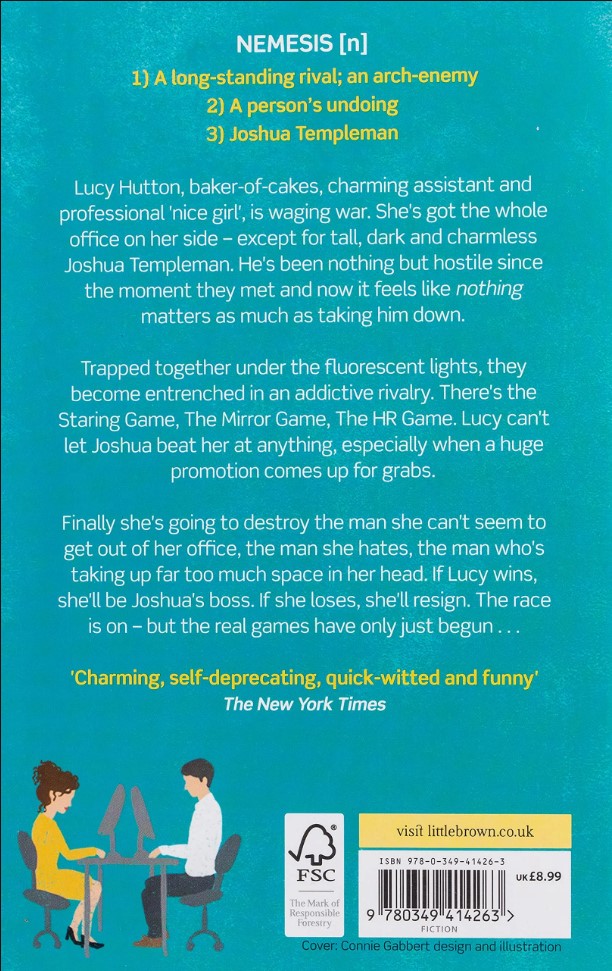 NEMESIS [n]
1) A long-standing rival; an arch-enemy
2) A person's undoing
3) Joshua Templeman
Lucy Hutton, baker-of-cakes, charming assistant and
professional 'nice girl', is waging war. She's got the whole
office on her side – except for tall, dark and charmless
Joshua Templeman. He's been nothing but hostile since
the moment they met and now it feels like nothing
matters as much as taking him down.
Trapped together under the fluorescent lights, they
become entrenched in an addictive rivalry. There's the
Staring Game, The Mirror Game, The HR Game. Lucy can't
let Joshua beat her at anything, especially when a huge
promotion comes up for grabs.
Finally she's going to destroy the man she can't seem to
get out of her office, the man she hates, the man who's
taking up far too much space in her head. If Lucy wins,
she'll be Joshua's boss. If she loses, she'll resign. The race
is on – but the real games have only just begun . . .
'Charming, self-deprecating, quick-witted and funny'
The New York Times
®
FSC
The Mark of
Responsible
Forestry
visit littlebrown.co.uk
ISBN 978-0-349-41426-3
UK £8.99
9 780349 414263 >
FICTION
Cover: Connie Gabbert design and illustration